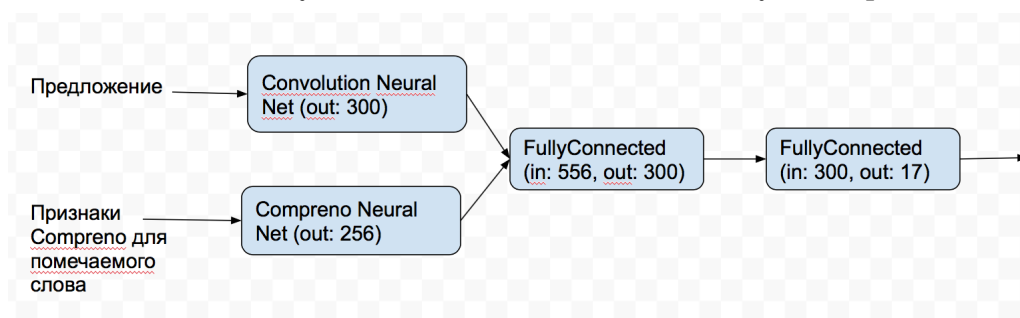 Предложение
Convolution Neural
Net (out: 300)
FullyConnected
(in: 556, out: 300)
FullyConnected
(in: 300, out: 17)
Признаки
Compreno для
помечаемого
слова
Compreno Neural
Net (out: 256)